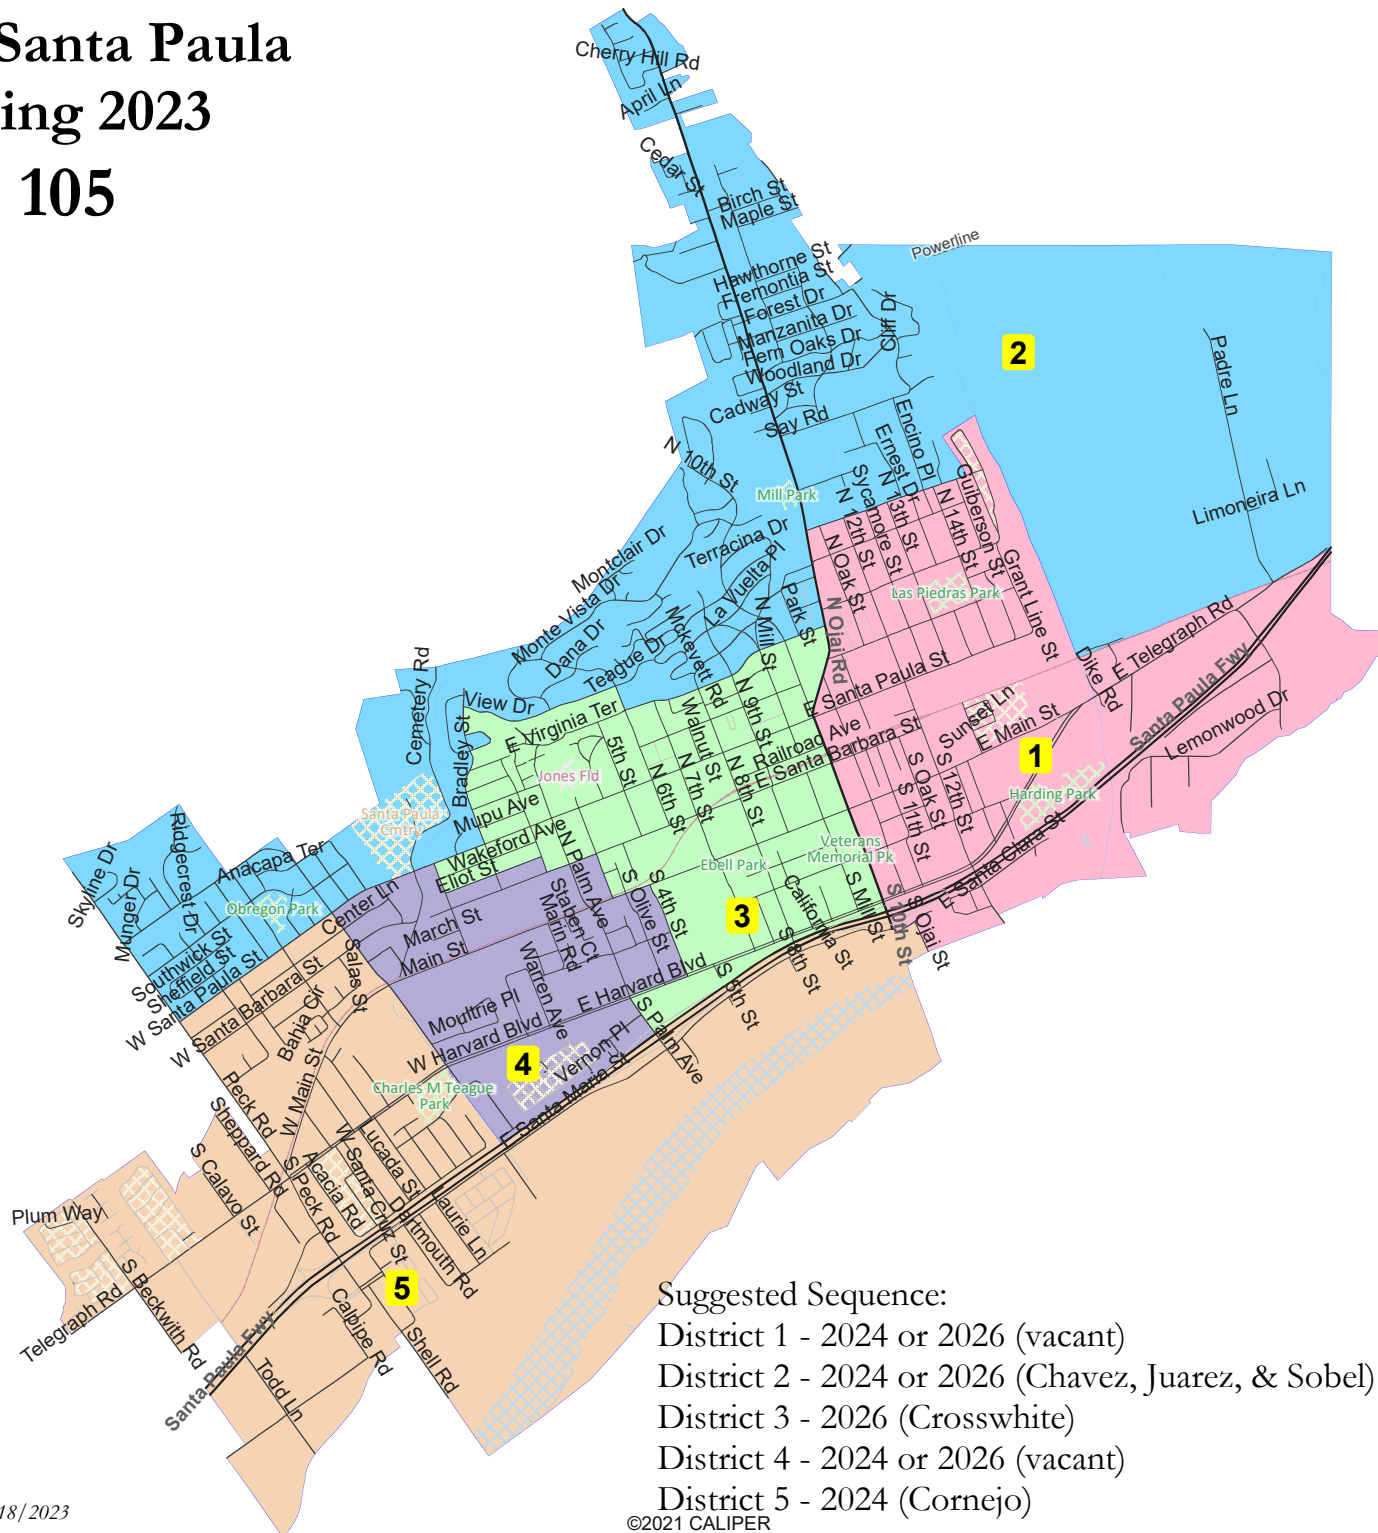 Santa Paula
ing 2023
105
Cherry Hill Rd
April Ln
Cedar St
Birch St
Maple St
Powerline
Hawthorne St
Fremontia St
Forest Dr
Manzanita Dr
Fern Oaks Dr
Woodland Dr
Cliff Dr
Cadway St
Say Rd
2
Padre Ln
Limoneira Ln
N 10th St
Mill Park
Encino Pl
Ernest Dr
N 13th St
Sycamore St
N 12th St
N Oak St
N 14th St
Guiberson St
Grant Line St
Las Piedras Park
Montclair Dr
Terracina Dr
La Vuelta Pl
Monte Vista Dr
Dana Dr
Teague Dr
Mckevett Rd
N Mill St
Park St
N Ojai Rd
E Santa Paula St
Dike Rd
E Telegraph Rd
Santa Paula Fwy
Lemonwood Dr
Cemetery Rd
View Dr
Bradley St
E Virginia Ter
5th St
Walnut St
N 9th St
Railroad Ave
E Santa Barbara St
Sunset Ln
E Main St
1
Harding Park
Jones Fld
N 6th St
N 7th St
N 8th St
S Oak St
S 12th St
S 11th St
E Santa Clara St
Santa Paula
Cmtry
Mupu Ave
Wakeford Ave
Eliot St
N Palm Ave
Ebell Park
Veterans
Memorial Pk
Skyline Dr
Munger Dr
Ridgecrest Dr
Anacapa Ter
Obregon Park
Center Ln
Southwick St
Sheffield St
W Santa Paula St
W Santa Barbara St
March St
Main St
Staben Ct
Marin Rd
S Olive St
S 4th St
3
California St
S Mill St
S 10th St
S Ojai St
S 8th St
S 5th St
Salas St
Bahia Cir
Moultrie Pl
Warren Ave
E Harvard Blvd
W Harvard Blvd
4
Vernon Pl
E Santa Maria St
S Palm Ave
Charles M Teague
Park
Peck Rd
W Main St
Sheppard Rd
S Calavo St
S Peck Rd
Acacia Rd
W Santa Cruz St
Lucada St
Dartmouth Rd
Laurie Ln
Plum Way
S Beckwith Rd
Telegraph Rd
Santa Paula Fwy
Todd Ln
Calpipe Rd
Shell Rd
5
Suggested Sequence:
District 1 - 2024 or 2026 (vacant)
District 2 - 2024 or 2026 (Chavez, Juarez, & Sobel)
District 3 - 2026 (Crosswhite)
District 4 - 2024 or 2026 (vacant)
District 5 - 2024 (Cornejo)
18/2023
©2021 CALIPER